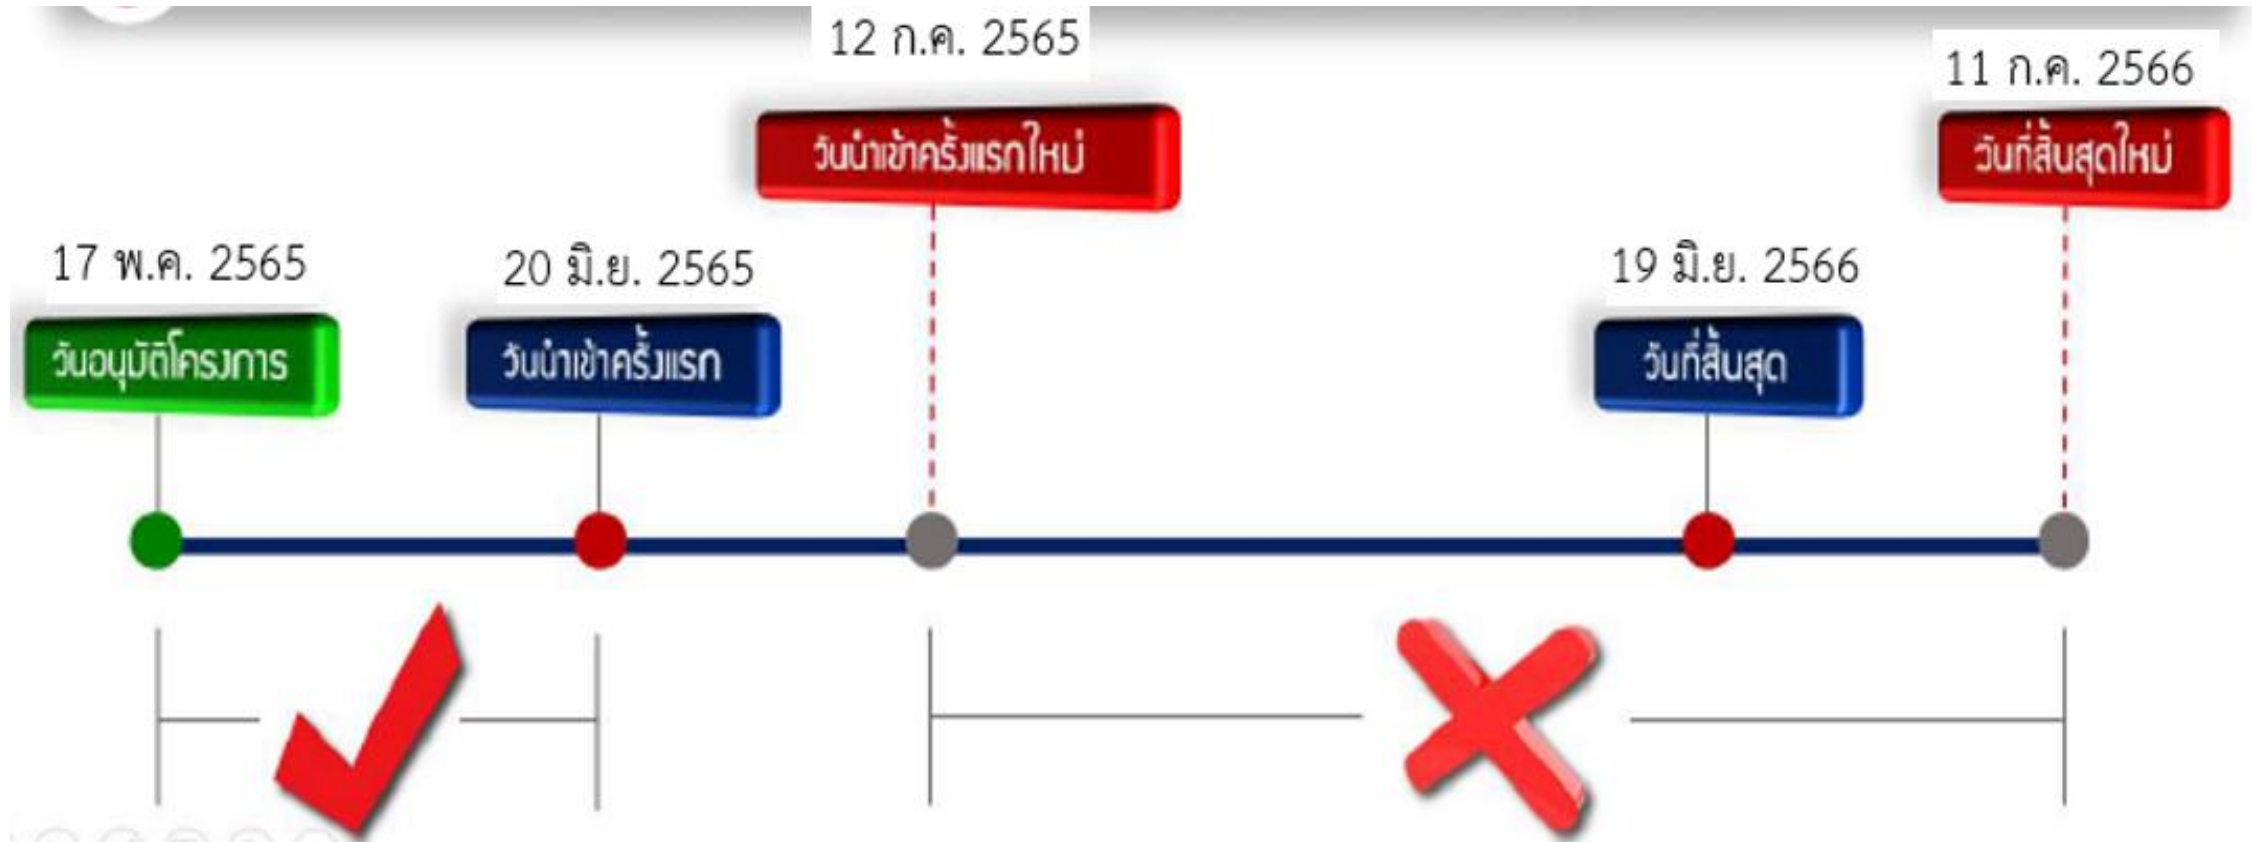 12 ก.ค. 2565
11 ก.ค. 2566
วันนำเข้าครั้งแรกใหม่
วันที่สิ้นสุดใหม่
17 พ.ค. 2565
20 มิ.ย. 2565
19 มิ.ย. 2566
วันอนุมัติโครงการ
วันนำเข้าครั้งแรก
วันที่สิ้นสุด